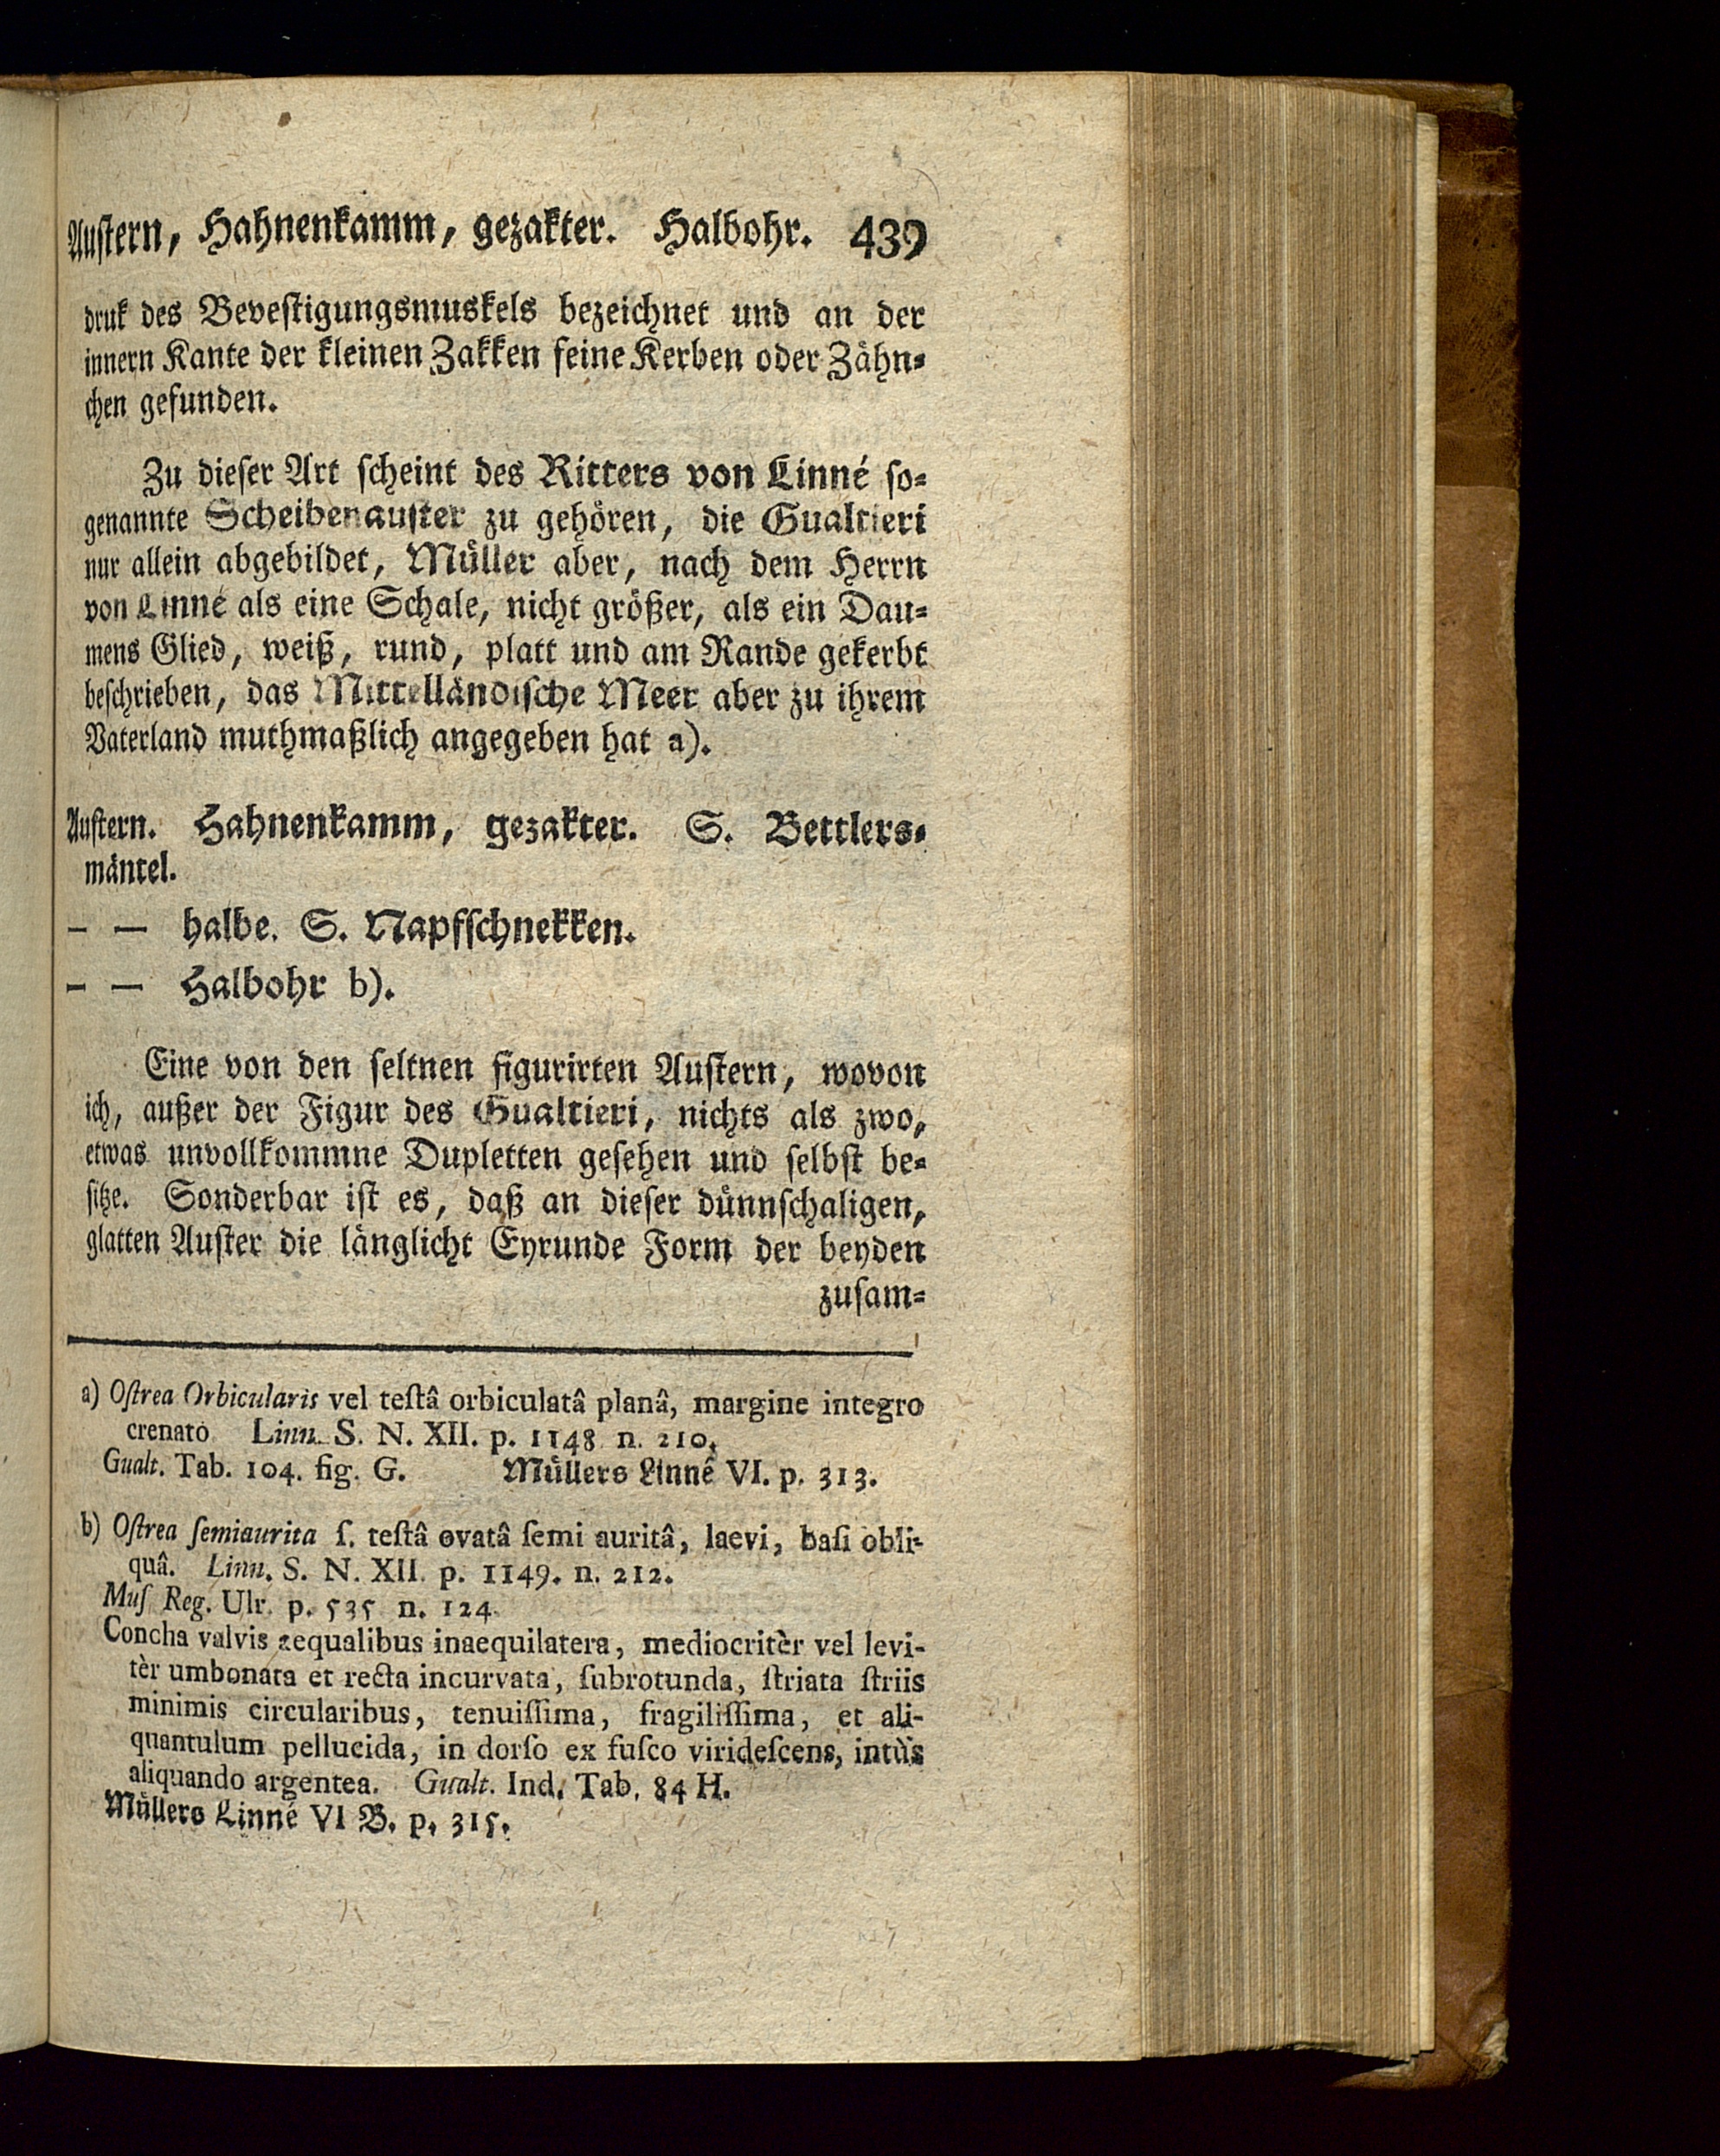 Austern, Hahnenkamm, gezakter. Halbohr. 439
druk des Bevestigungsmuskels bezeichnet und an der
innern Kante der kleinen Zakken feine Kerben oder Zähn⸗
chen gefunden.
Zu dieser Art scheint des Ritters von Linné so⸗
genannte Scheibenauster zu gehören, die Gualtieri
nur allein abgebildet, Müller aber, nach dem Herrn
von Linné als eine Schale, nicht größer, als ein Dau⸗
mens Glied, weiß, rund, platt und am Rande gekerbt
beschrieben, das Mittelländische Meer aber zu ihrem
Vaterland muthmaßlich angegeben hat a).
Austern. Hahnenkamm, gezakter. S. Bettlers⸗
mäntel.
– — halbe. S. Napfschnekken.
– — Halbohr b).
Eine von den seltnen figurirten Austern, wovon
ich, außer der Figur des Gualtieri, nichts als zwo,
etwas unvollkommne Dupletten gesehen und selbst be⸗
sitze. Sonderbar ist es, daß an dieser dünnschaligen,
glatten Auster die länglicht Eyrunde Form der beyden
zusam⸗
a) Oſtrea Orbicularis vel teſtâ orbiculatâ planâ, margine integro
crenato Linn. S. N. XII. p. 1148 n. 210.
Gualt. Tab. 104. fig. G. Müllers Linné VI. p. 313.
b) Oſtrea ſemiaurita ſ. teſtâ ovatâ ſemi auritâ, laevi, baſi obli-
quâ. Linn. S. N. XII. p. 1149. n. 212.
Muſ Reg. Ulr. p. 535 n. 124.
Concha valvis aequalibus inaequilatera, mediocritèr vel levi-
tèr umbonata et recta incurvata, ſubrotunda, ſtriata ſtriis
minimis circularibus, tenuiſſima, fragiliſſima, et ali-
quantulum pellucida, in dorſo ex fuſco virideſcens, intùs
aliquando argentea. Gualt. Ind. Tab. 84 H.
Müllers Linné VI B. p. 315.